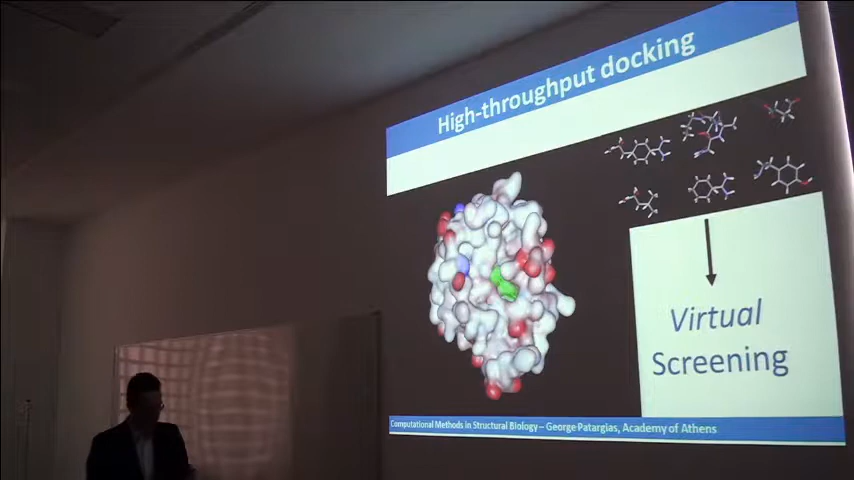 High-throughput docking
Virtual
Screening
Computational Methods in Structural Biology – George Patargias, Academy of Athens